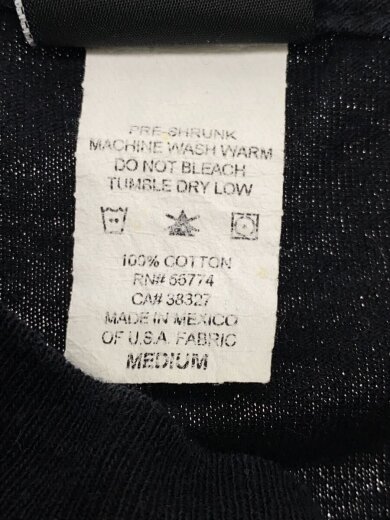 PRE-SHRUNK
MACHINE WASH WARM
DO NOT BLEACH
TUMBLE DRY LOW
100% COTTON
RN# 56774
CA# 38327
MADE IN MEXICO
OF U.S.A. FABRIC
MEDIUM